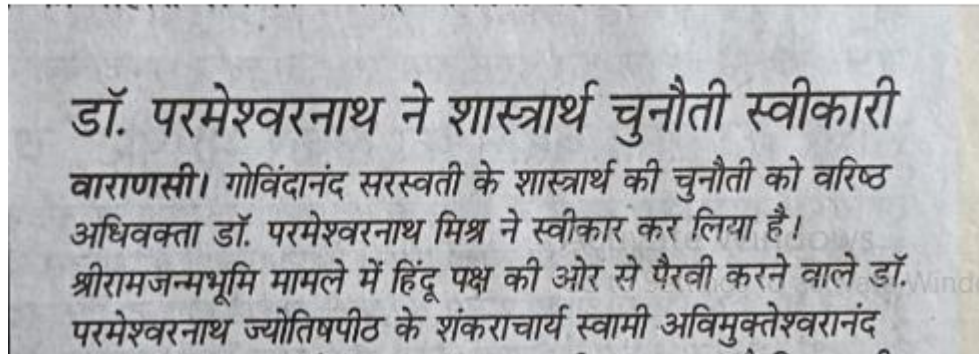 डॉ. परमेश्वरनाथ ने शास्त्रार्थ चुनौती स्वीकारी
वाराणसी। गोविंदानंद सरस्वती के शास्त्रार्थ की चुनौती को वरिष्ठ
अधिवक्ता डॉ. परमेश्वरनाथ मिश्र ने स्वीकार कर लिया है।
श्रीरामजन्मभूमि मामले में हिंदू पक्ष की ओर से पैरवी करने वाले डॉ.
परमेश्वरनाथ ज्योतिषपीठ के शंकराचार्य स्वामी अविमुक्तेश्वरानंद